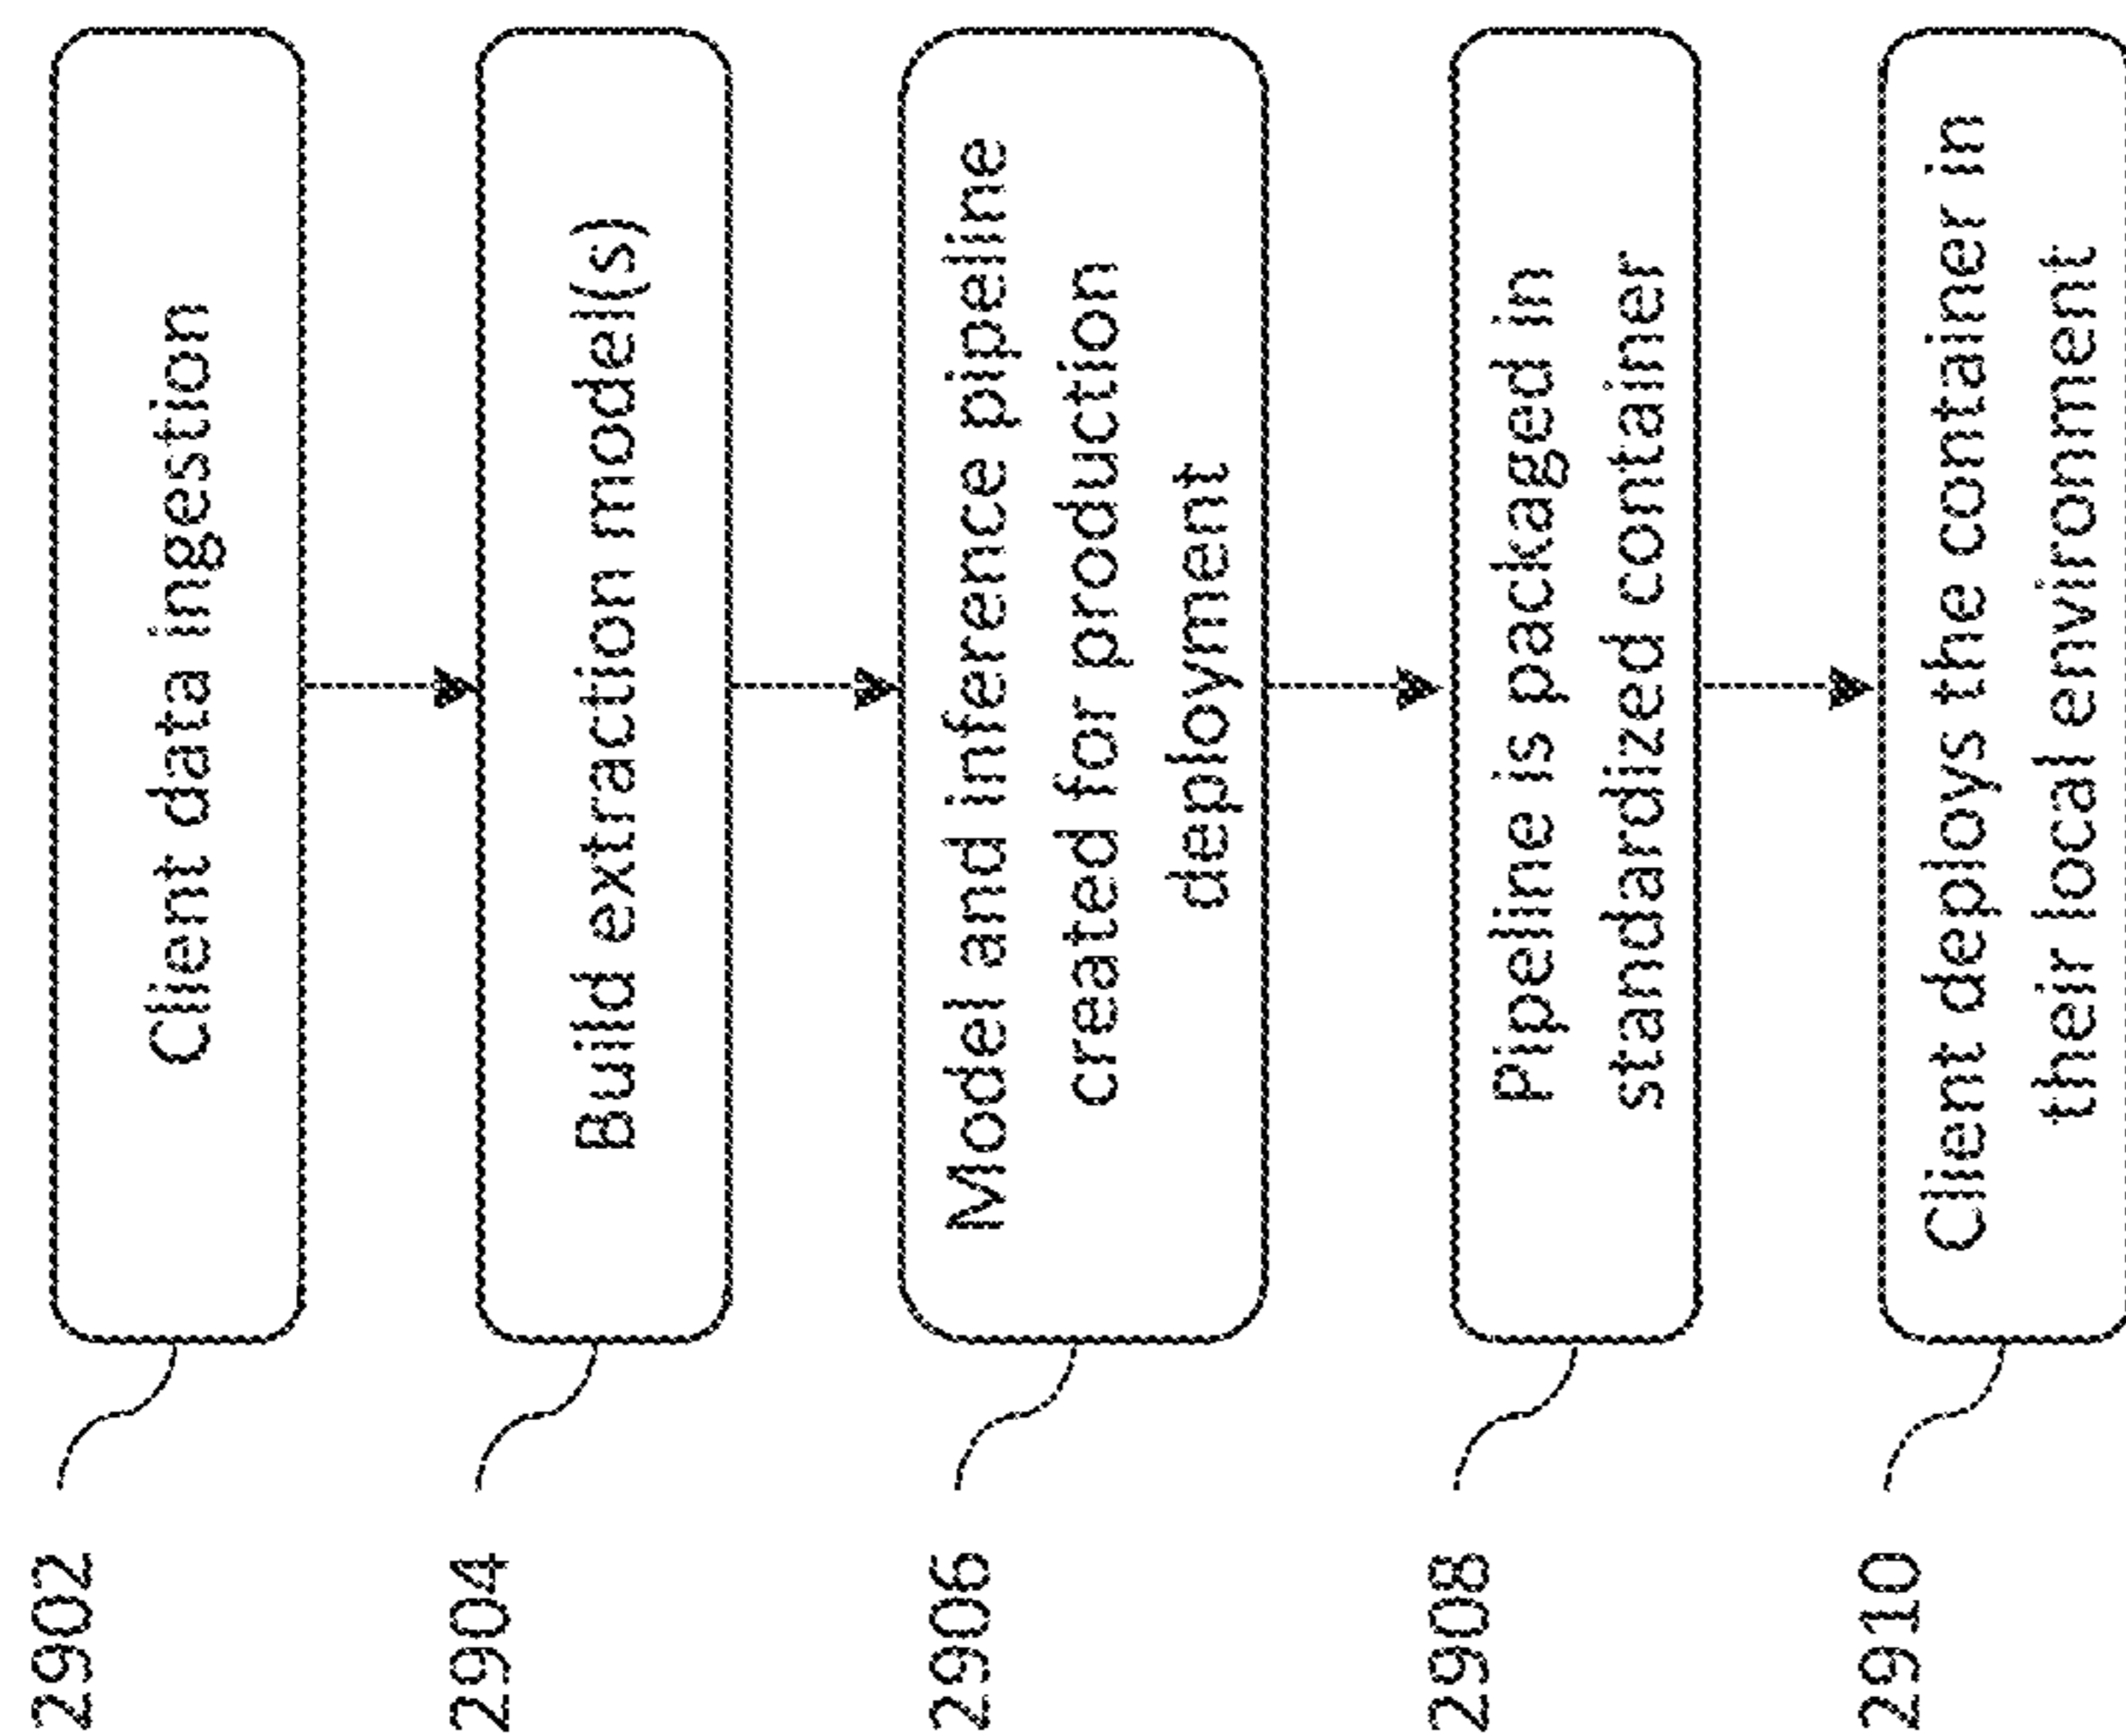 2902
Client data ingestion
2904
Build extraction model(s)
2906
Model and inference pipeline
created for production
deployment
2908
Pipeline is packaged in
standardized container
2910
Client deploys the container in
their local environment